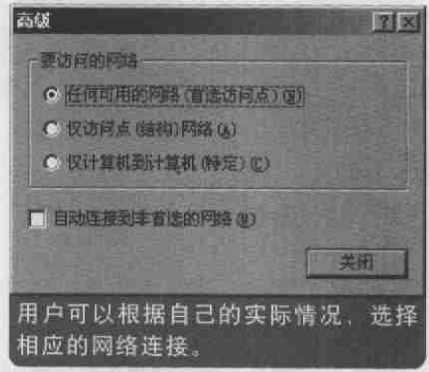 高级
要访问的网络
任何可用的网络(首选访问点)(N)
仅访问点(结构)网络(A)
仅计算机到计算机(特定)(C)
自动连接到非首选的网络(U)
关闭
用户可以根据自己的实际情况，选择
相应的网络连接。